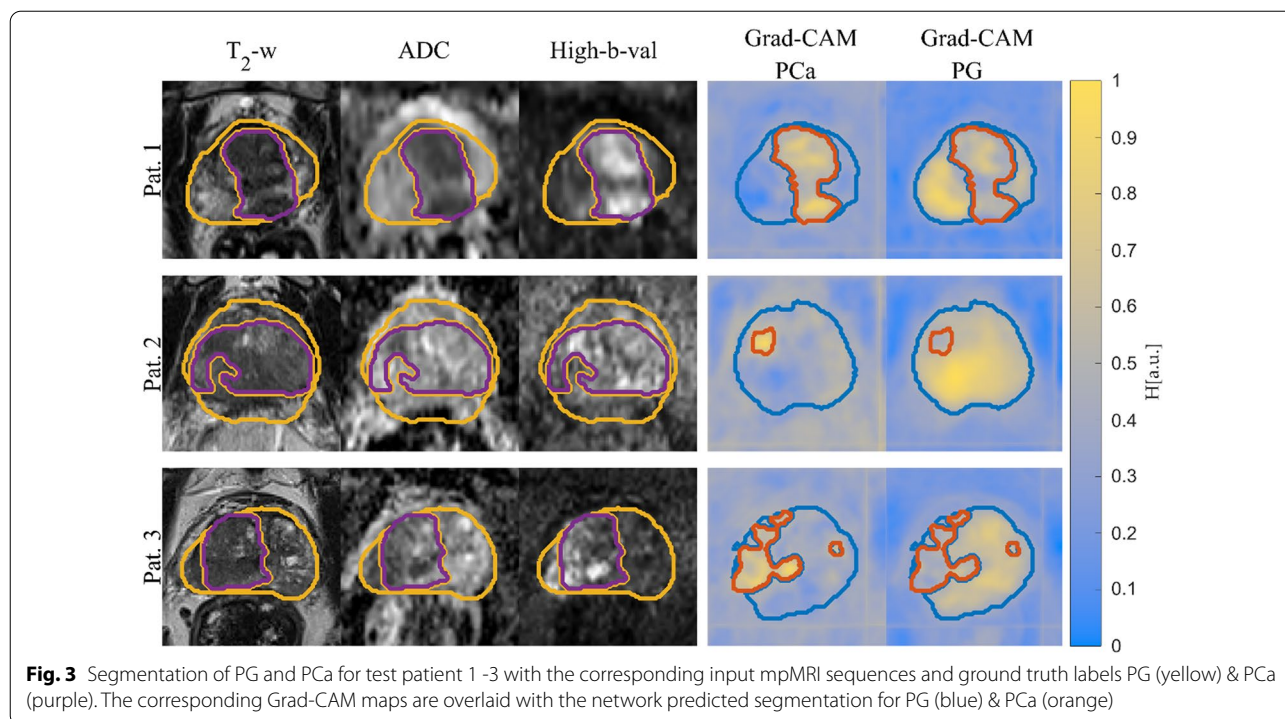 T2-w ADC High-b-val Grad-CAM PCa Grad-CAM PG
Pat. 1
Pat. 2
Pat. 3
1
0.9
0.8
0.7
0.6
0.5
0.4
0.3
0.2
0.1
0
H[a.u.]
Fig. 3 Segmentation of PG and PCa for test patient 1 -3 with the corresponding input mpMRI sequences and ground truth labels PG (yellow) & PCa
(purple). The corresponding Grad-CAM maps are overlaid with the network predicted segmentation for PG (blue) & PCa (orange)